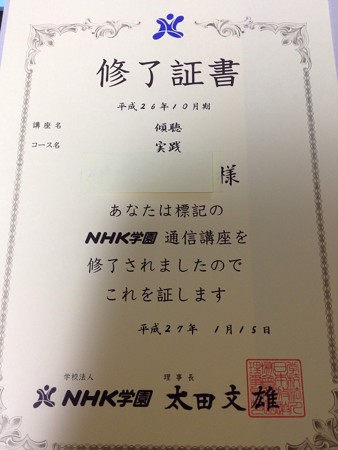 修了証書
平成26年10月期
講座名 傾聴
コース名 実践
様
あなたは標記の
NHK学園 通信講座を
修了されましたので
これを証します
平成27年 1月15日
学校法人 理事長
NHK学園 太田文雄